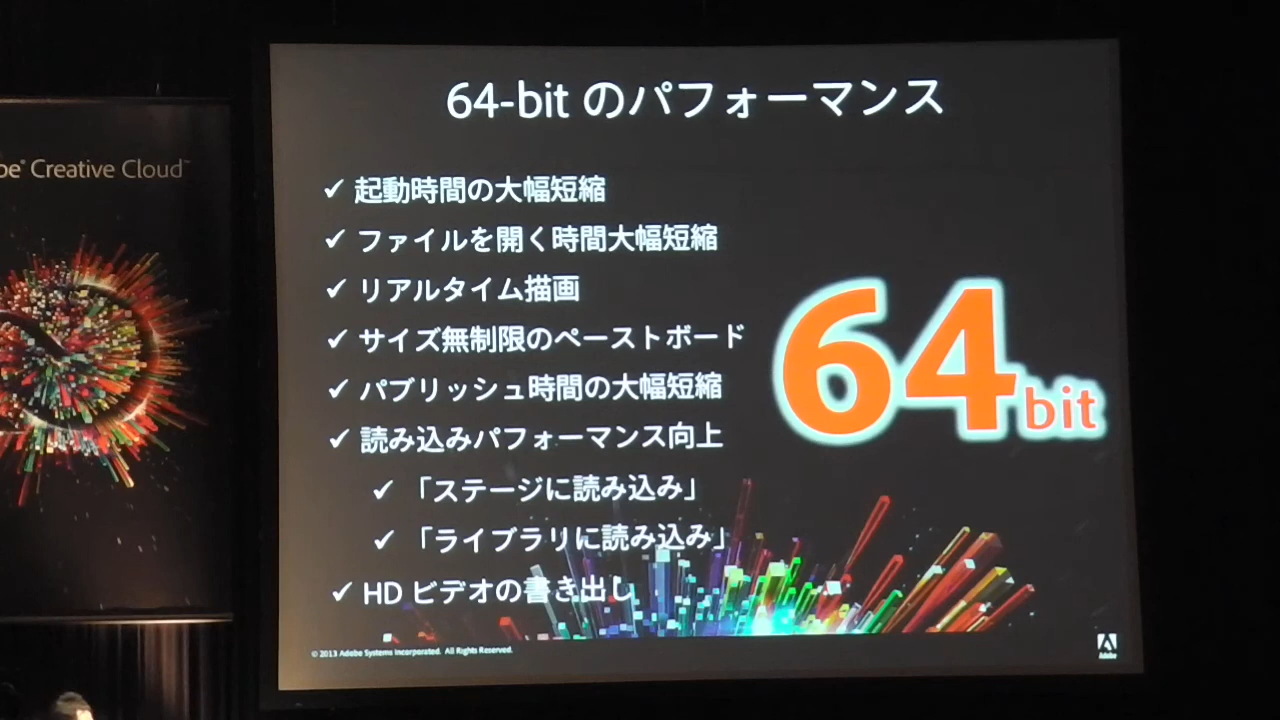 64-bit のパフォーマンス
Creative Cloud™
✓ 起動時間の大幅短縮
✓ ファイルを開く時間大幅短縮
✓ リアルタイム描画
✓ サイズ無制限のペーストボード
✓ パブリッシュ時間の大幅短縮
✓ 読み込みパフォーマンス向上
✓ 「ステージに読み込み」
✓ 「ライブラリに読み込み」
✓ HD ビデオの書き出し
64bit
© 2013 Adobe Systems Incorporated. All Rights Reserved.
Adobe